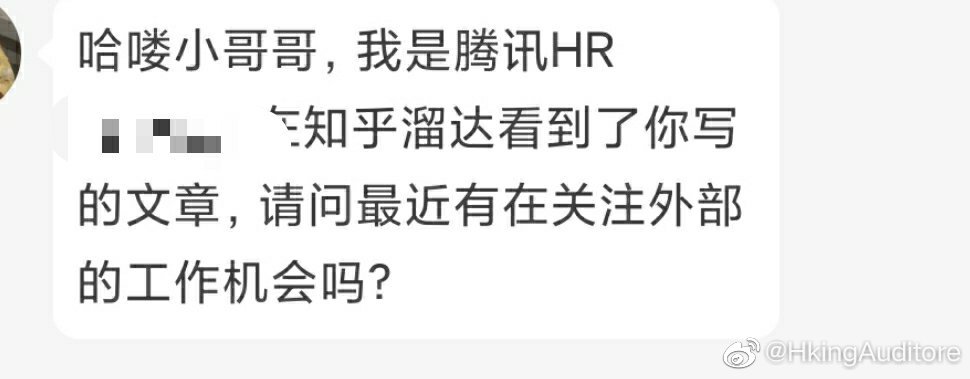 哈喽小哥哥，我是腾讯HR
在知乎溜达看到了你写
的文章，请问最近有在关注外部
的工作机会吗？
@HkingAuditore